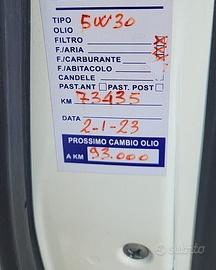 TIPO 5W30
OLIO
FILTRO
F./ARIA
F./CARBURANTE
F./ABITACOLO
CANDELE
PAST.ANT PAST. POST
KM 73435
DATA 2-1-23
PROSSIMO CAMBIO OLIO
A KM 93.000
subito